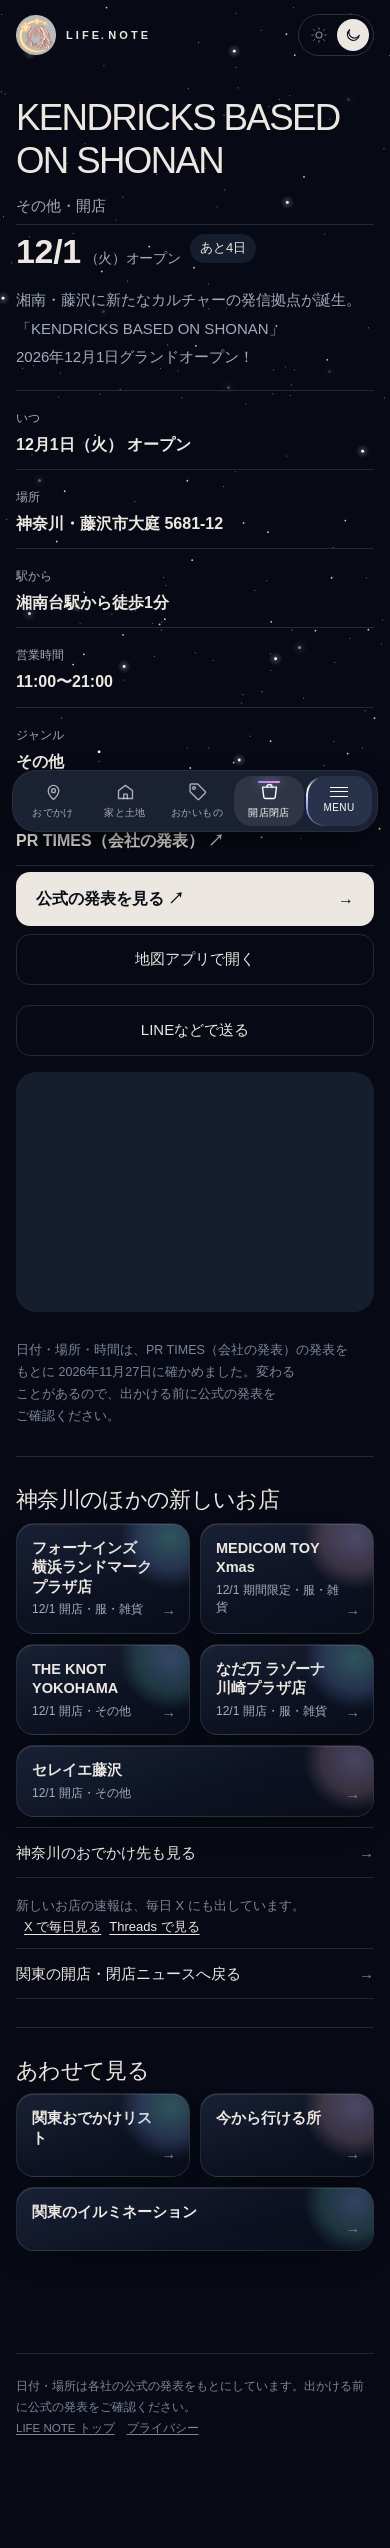 LIFE.NOTE
KENDRICKS BASED
ON SHONAN
その他・開店
12/1（火）オープン あと4日
湘南・藤沢に新たなカルチャーの発信拠点が誕生。
「KENDRICKS BASED ON SHONAN」
2026年12月1日グランドオープン！
いつ
12月1日（火） オープン
場所
神奈川・藤沢市大庭 5681-12
駅から
湘南台駅から徒歩1分
営業時間
11:00〜21:00
ジャンル
その他
おでかけ 家と土地 おかいもの 開店閉店 MENU
PR TIMES（会社の発表） ↗
公式の発表を見る ↗ →
地図アプリで開く
LINEなどで送る
日付・場所・時間は、PR TIMES（会社の発表）の発表を
もとに 2026年11月27日に確かめました。変わる
ことがあるので、出かける前に公式の発表を
ご確認ください。
神奈川のほかの新しいお店
フォーナインズ
横浜ランドマーク
プラザ店
12/1 開店・服・雑貨 →
MEDICOM TOY
Xmas
12/1 期間限定・服・雑
貨 →
THE KNOT
YOKOHAMA
12/1 開店・その他 →
なだ万 ラゾーナ
川崎プラザ店
12/1 開店・服・雑貨 →
セレイエ藤沢
12/1 開店・その他 →
神奈川のおでかけ先も見る →
新しいお店の速報は、毎日 X にも出しています。
X で毎日見る Threads で見る
関東の開店・閉店ニュースへ戻る →
あわせて見る
関東おでかけリス
ト →
今から行ける所 →
関東のイルミネーション →
日付・場所は各社の公式の発表をもとにしています。出かける前
に公式の発表をご確認ください。
LIFE NOTE トップ プライバシー